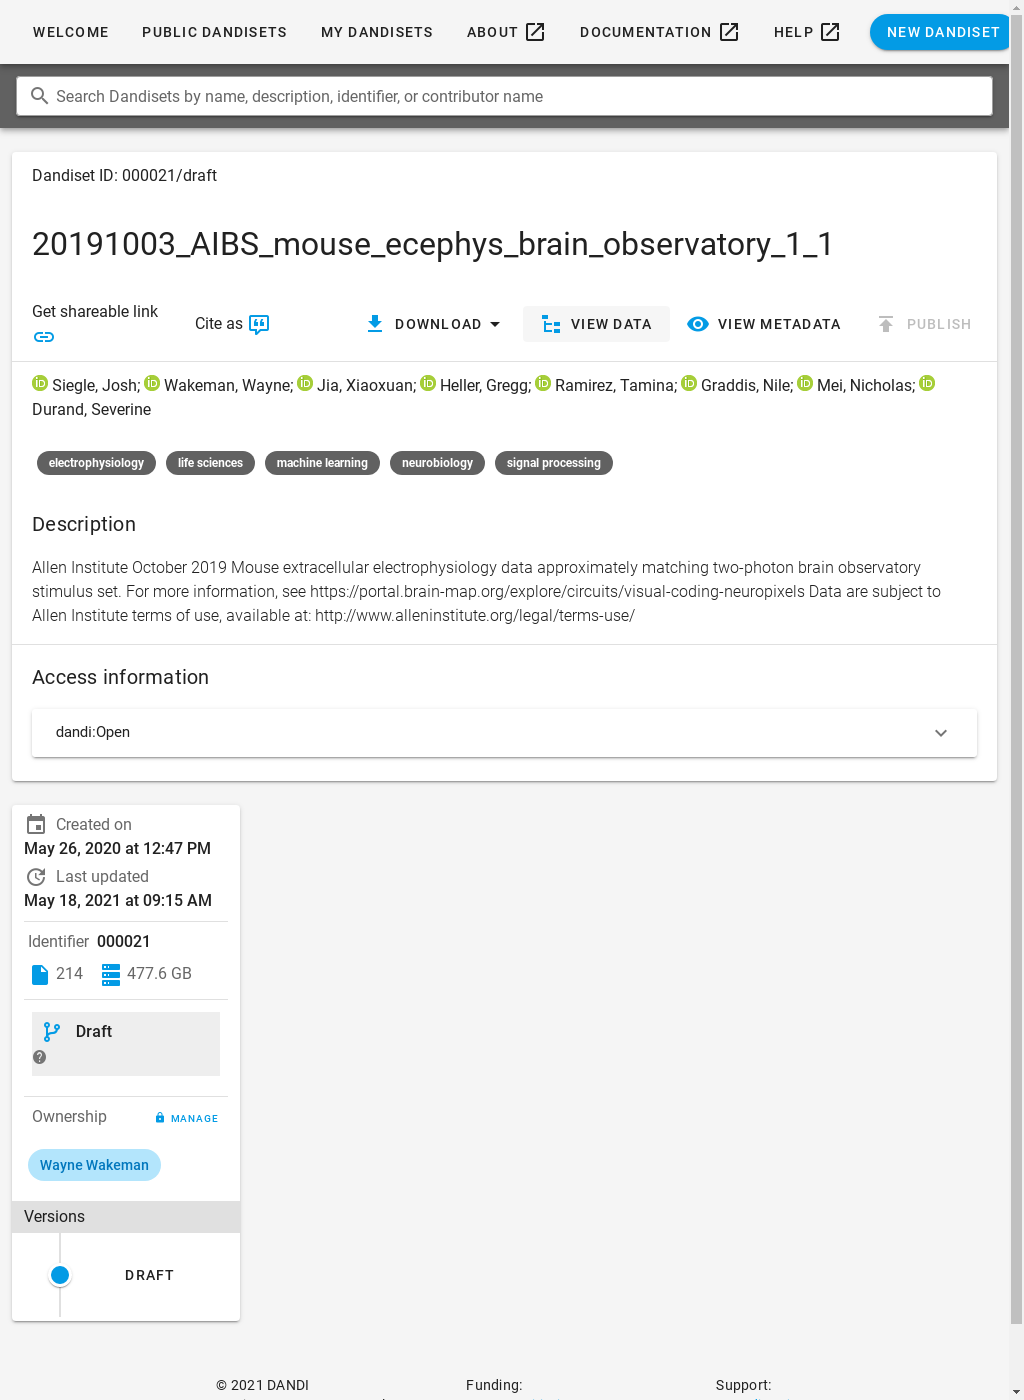 WELCOME PUBLIC DANDISETS MY DANDISETS ABOUT DOCUMENTATION HELP NEW DANDISET
Search Dandisets by name, description, identifier, or contributor name
Dandiset ID: 000021/draft
20191003_AIBS_mouse_ecephys_brain_observatory_1_1
Get shareable link
Cite as
DOWNLOAD VIEW DATA VIEW METADATA PUBLISH
Siegle, Josh; Wakeman, Wayne; Jia, Xiaoxuan; Heller, Gregg; Ramirez, Tamina; Graddis, Nile; Mei, Nicholas;
Durand, Severine
electrophysiology life sciences machine learning neurobiology signal processing
Description
Allen Institute October 2019 Mouse extracellular electrophysiology data approximately matching two-photon brain observatory
stimulus set. For more information, see https://portal.brain-map.org/explore/circuits/visual-coding-neuropixels Data are subject to
Allen Institute terms of use, available at: http://www.alleninstitute.org/legal/terms-use/
Access information
dandi:Open
Created on
May 26, 2020 at 12:47 PM
Last updated
May 18, 2021 at 09:15 AM
Identifier 000021
214 477.6 GB
Draft
Ownership MANAGE
Wayne Wakeman
Versions
DRAFT
© 2021 DANDI Funding: Support: